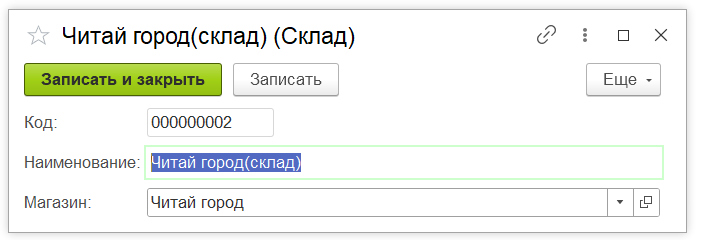 Читай город(склад) (Склад)
Записать и закрыть Записать Еще
Код: 000000002
Наименование: Читай город(склад)
Магазин: Читай город